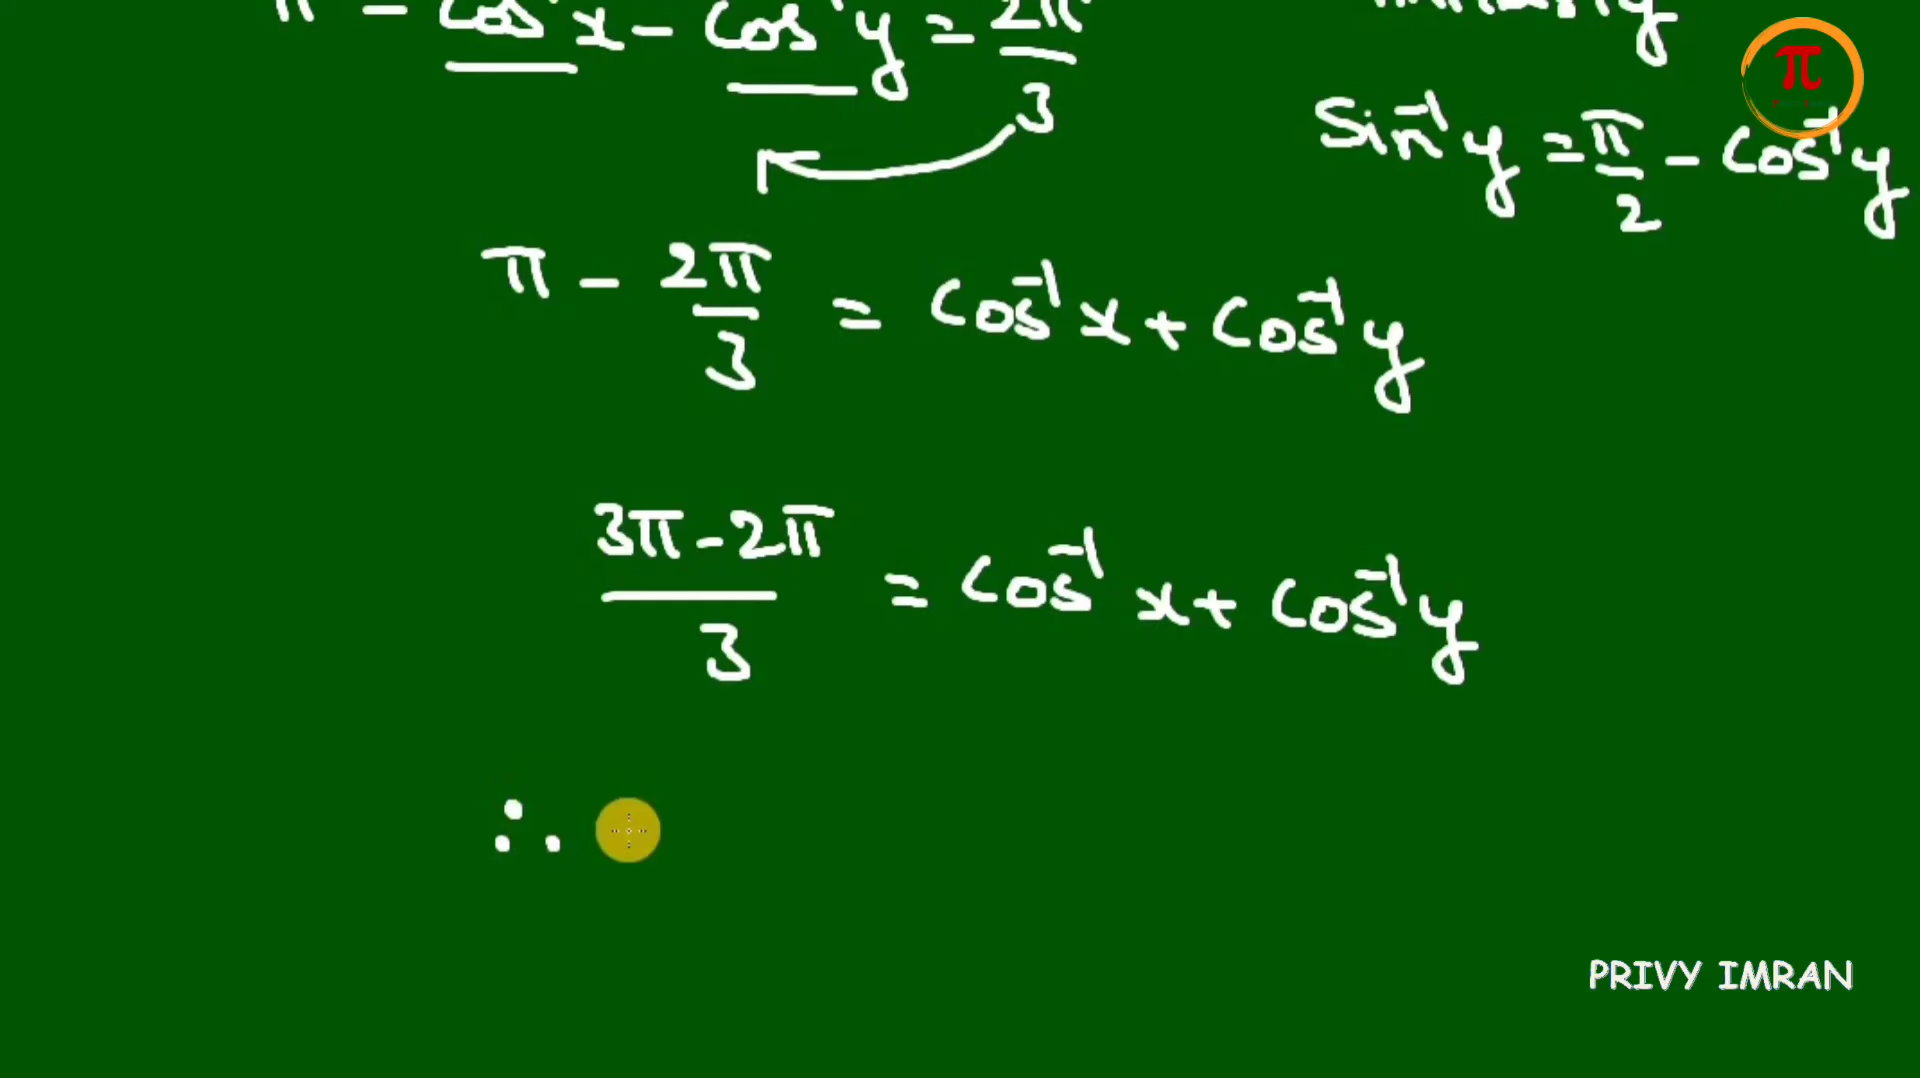 π - cos⁻¹x - cos⁻¹y = 2π/3
Sin⁻¹y = π/2 - cos⁻¹y
π - 2π/3 = cos⁻¹x + cos⁻¹y
(3π - 2π)/3 = cos⁻¹x + cos⁻¹y
∴
π
PRIVY IMRAN